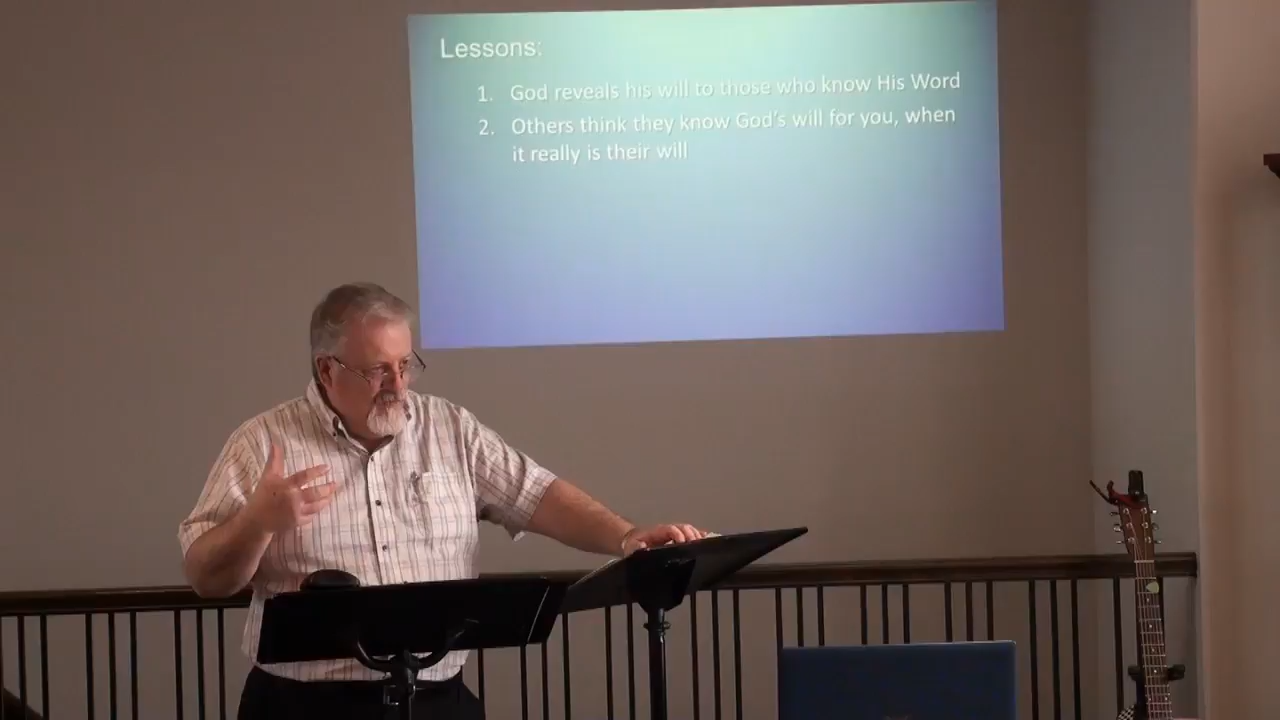 Lessons:
1. God reveals his will to those who know His Word
2. Others think they know God's will for you, when
it really is their will